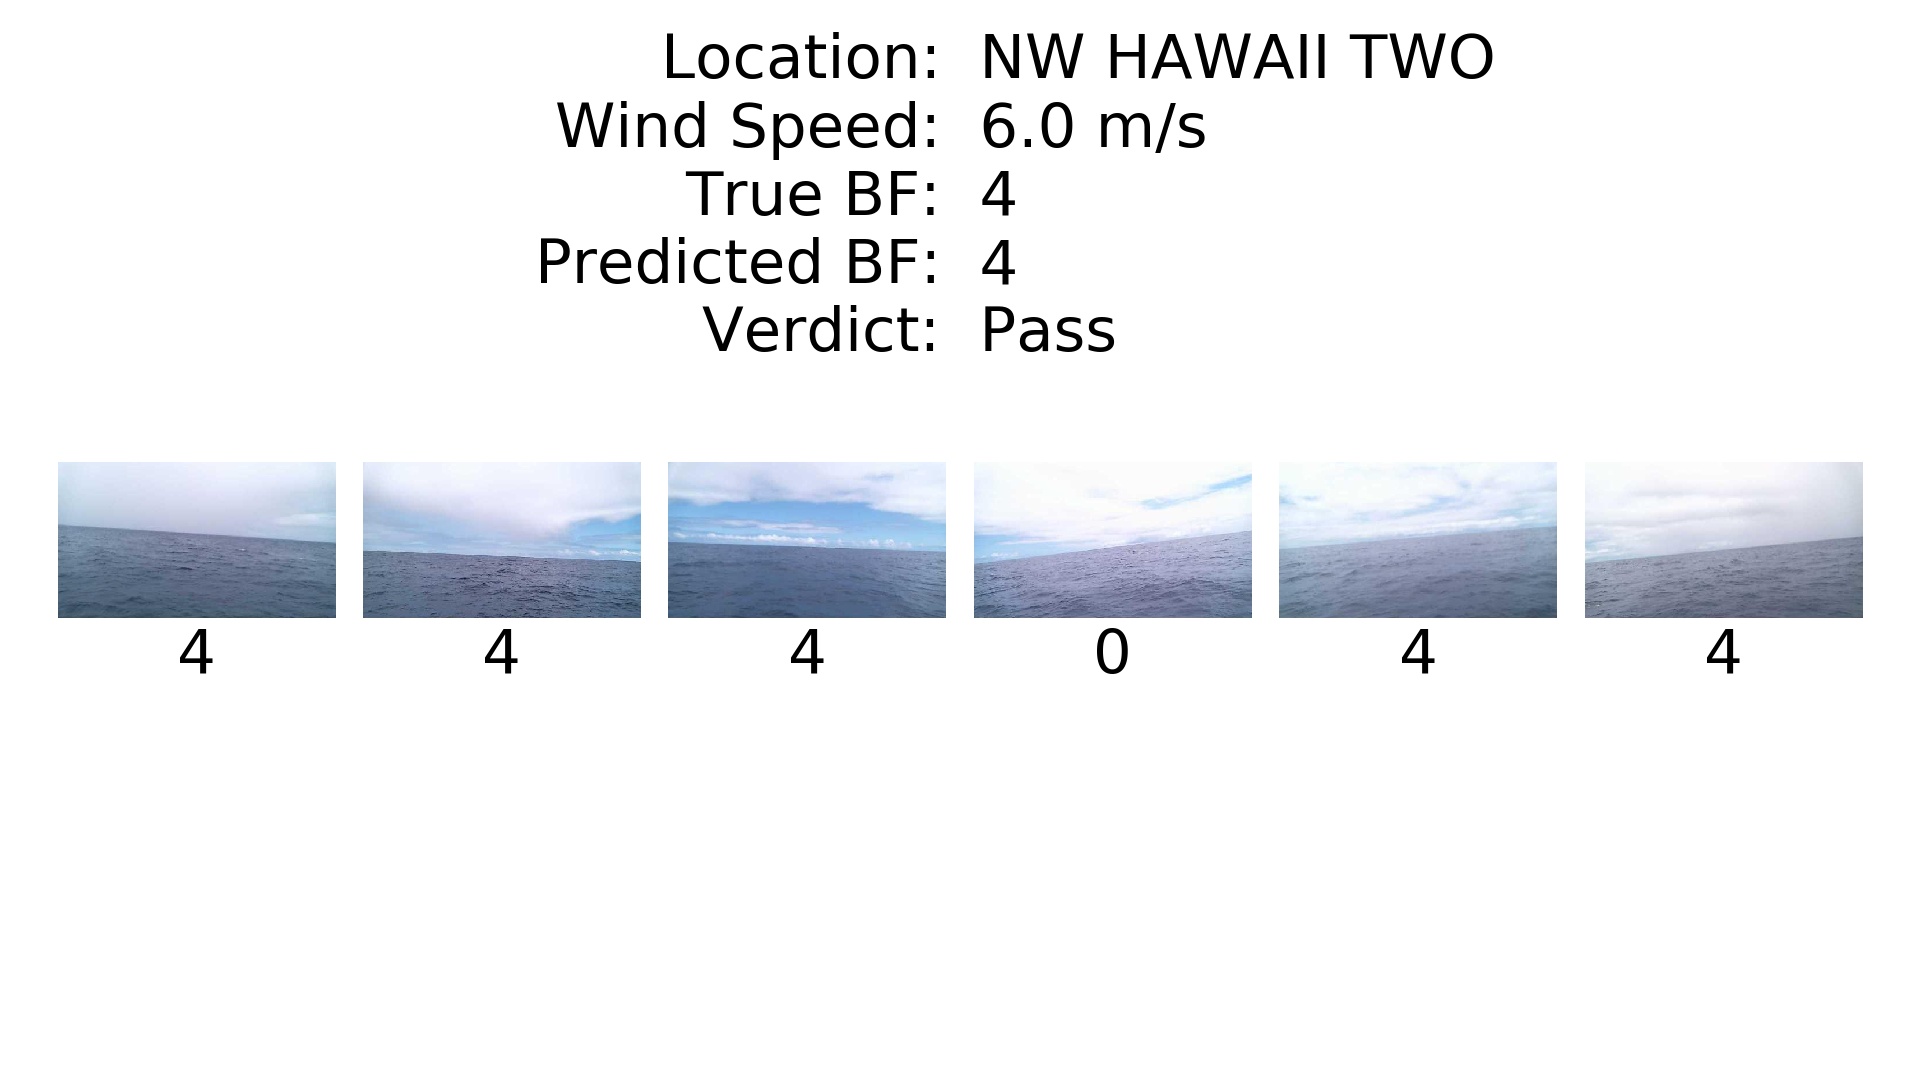 Location: NW HAWAII TWO
Wind Speed: 6.0 m/s
True BF: 4
Predicted BF: 4
Verdict: Pass
4 4 4 0 4 4